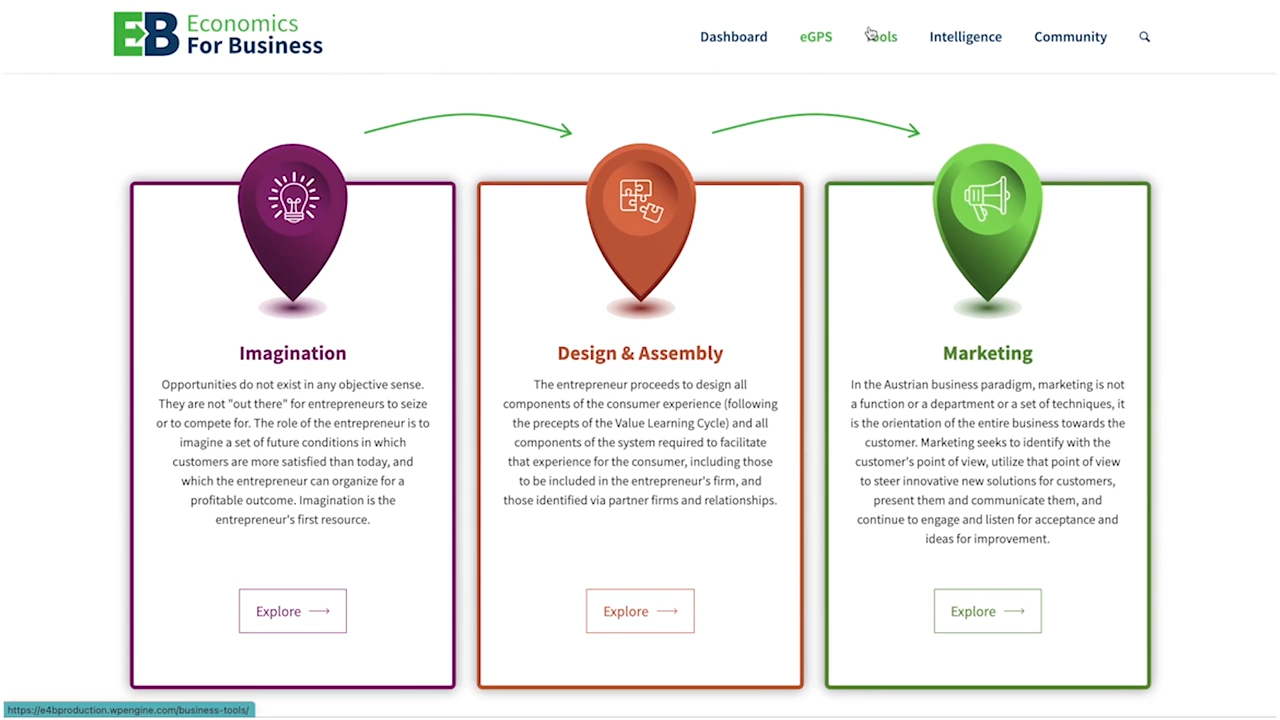 EB Economics
For Business
Dashboard eGPS Tools Intelligence Community
Imagination
Opportunities do not exist in any objective sense.
They are not "out there" for entrepreneurs to seize
or to compete for. The role of the entrepreneur is to
imagine a set of future conditions in which
customers are more satisfied than today, and
which the entrepreneur can organize for a
profitable outcome. Imagination is the
entrepreneur's first resource.
Explore
Design & Assembly
The entrepreneur proceeds to design all
components of the consumer experience (following
the precepts of the Value Learning Cycle) and all
components of the system required to facilitate
that experience for the consumer, including those
to be included in the entrepreneur's firm, and
those identified via partner firms and relationships.
Explore
Marketing
In the Austrian business paradigm, marketing is not
a function or a department or a set of techniques, it
is the orientation of the entire business towards the
customer. Marketing seeks to identify with the
customer's point of view, utilize that point of view
to steer innovative new solutions for customers,
present them and communicate them, and
continue to engage and listen for acceptance and
ideas for improvement.
Explore
https://e4bproduction.wpengine.com/business-tools/